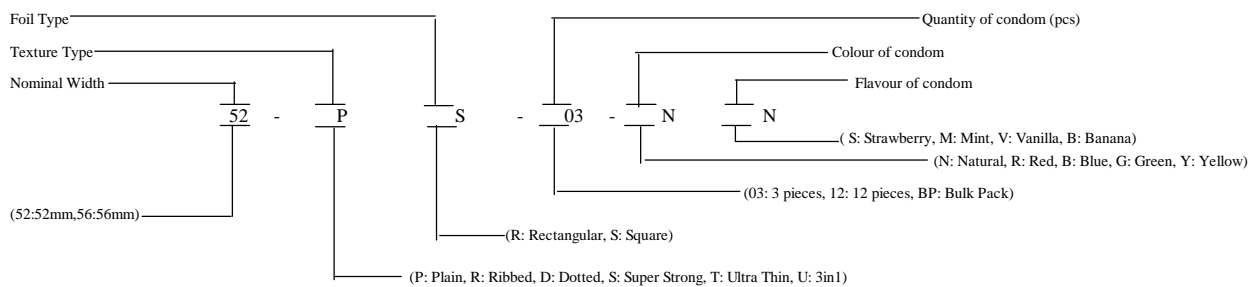 Foil Type Quantity of condom (pcs)
Texture Type Colour of condom
Nominal Width Flavour of condom
52 - P S - 03 - N N
( S: Strawberry, M: Mint, V: Vanilla, B: Banana)
(N: Natural, R: Red, B: Blue, G: Green, Y: Yellow)
(03: 3 pieces, 12: 12 pieces, BP: Bulk Pack)
(52:52mm,56:56mm)
(R: Rectangular, S: Square)
(P: Plain, R: Ribbed, D: Dotted, S: Super Strong, T: Ultra Thin, U: 3in1)